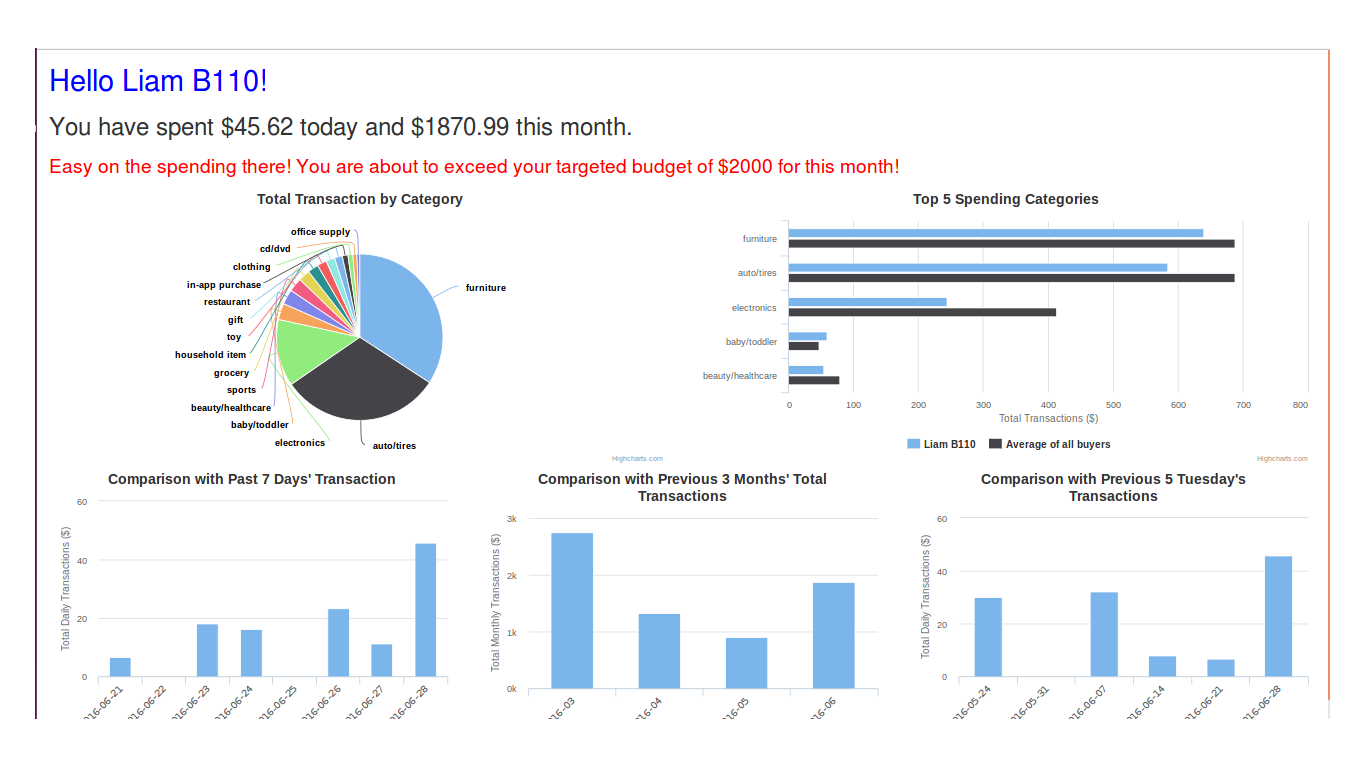 Hello Liam B110!
You have spent $45.62 today and $1870.99 this month.
Easy on the spending there! You are about to exceed your targeted budget of $2000 for this month!
Total Transaction by Category
office supply
cd/dvd
clothing
in-app purchase
restaurant
gift
toy
household item
grocery
sports
beauty/healthcare
baby/toddler
electronics
auto/tires
furniture
Highcharts.com
Top 5 Spending Categories
furniture
auto/tires
electronics
baby/toddler
beauty/healthcare
0 100 200 300 400 500 600 700 800
Total Transactions ($)
Liam B110 Average of all buyers
Highcharts.com
Comparison with Past 7 Days' Transaction
Total Daily Transactions ($)
60
40
20
0
016-06-21 016-06-22 016-06-23 016-06-24 016-06-25 016-06-26 016-06-27 016-06-28
Comparison with Previous 3 Months' Total
Transactions
Total Monthly Transactions ($)
3k
2k
1k
0k
016-03 016-04 016-05 016-06
Comparison with Previous 5 Tuesday's
Transactions
Total Daily Transactions ($)
60
40
20
0
016-05-24 016-05-31 016-06-07 016-06-14 016-06-21 016-06-28